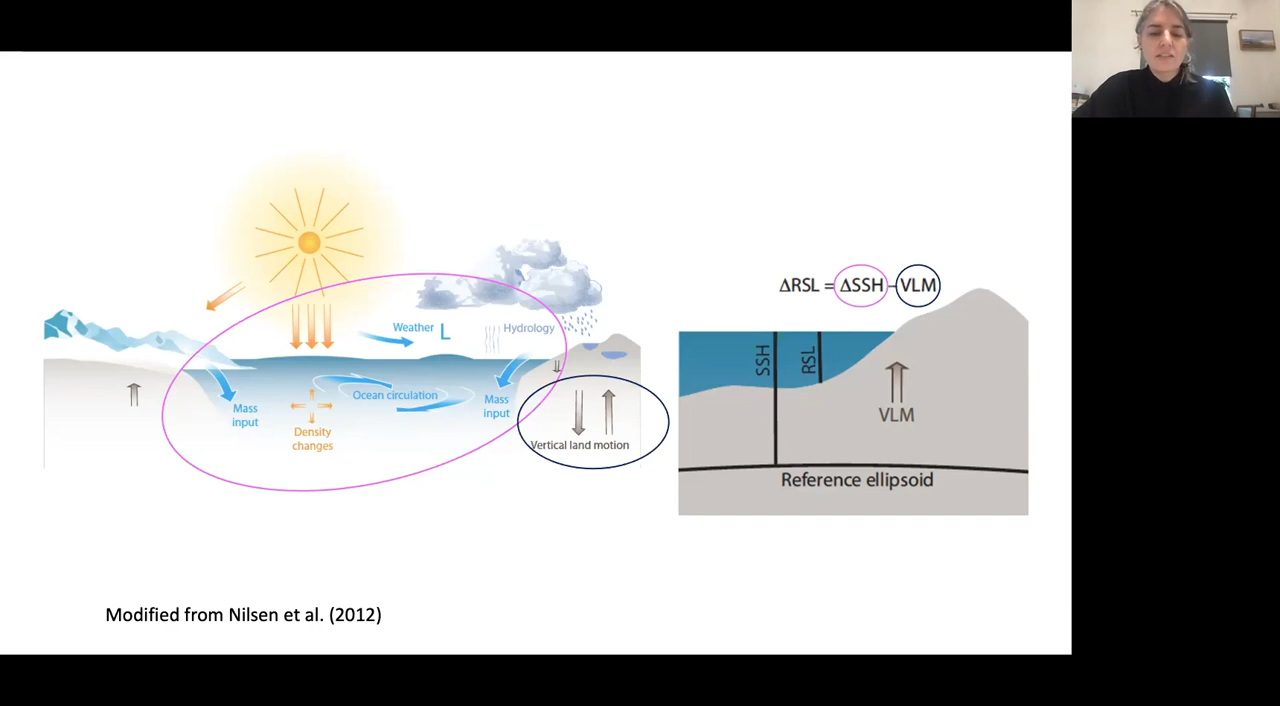 Weather L
Hydrology
Mass
input
Ocean circulation
Mass
input
Density
changes
Vertical land motion
ΔRSL = ΔSSH - VLM
SSH
RSL
VLM
Reference ellipsoid
Modified from Nilsen et al. (2012)